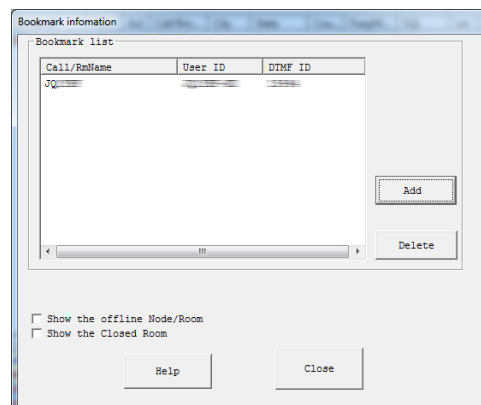 Bookmark infomation
Bookmark list
Call/RmName User ID DTMF ID
Add
Delete
Show the offline Node/Room
Show the Closed Room
Help Close